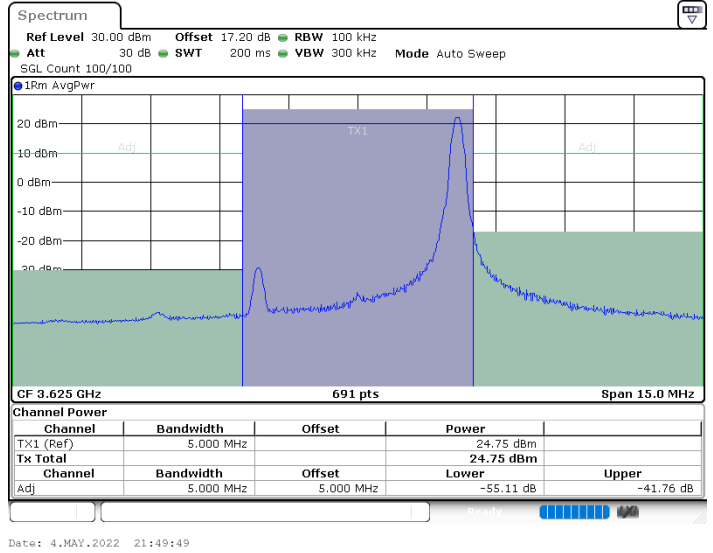 Spectrum
Ref Level 30.00 dBm Offset 17.20 dB RBW 100 kHz
Att 30 dB SWT 200 ms VBW 300 kHz Mode Auto Sweep
SGL Count 100/100
1Rm AvgPwr
20 dBm
TX1
Adj
Adj
10 dBm
0 dBm
-10 dBm
-20 dBm
-30 dBm
CF 3.625 GHz 691 pts Span 15.0 MHz
Channel Power
Channel Bandwidth Offset Power
TX1 (Ref) 5.000 MHz 24.75 dBm
Tx Total 24.75 dBm
Channel Bandwidth Offset Lower Upper
Adj 5.000 MHz 5.000 MHz -55.11 dB -41.76 dB
Ready
Date: 4.MAY.2022 21:49:49